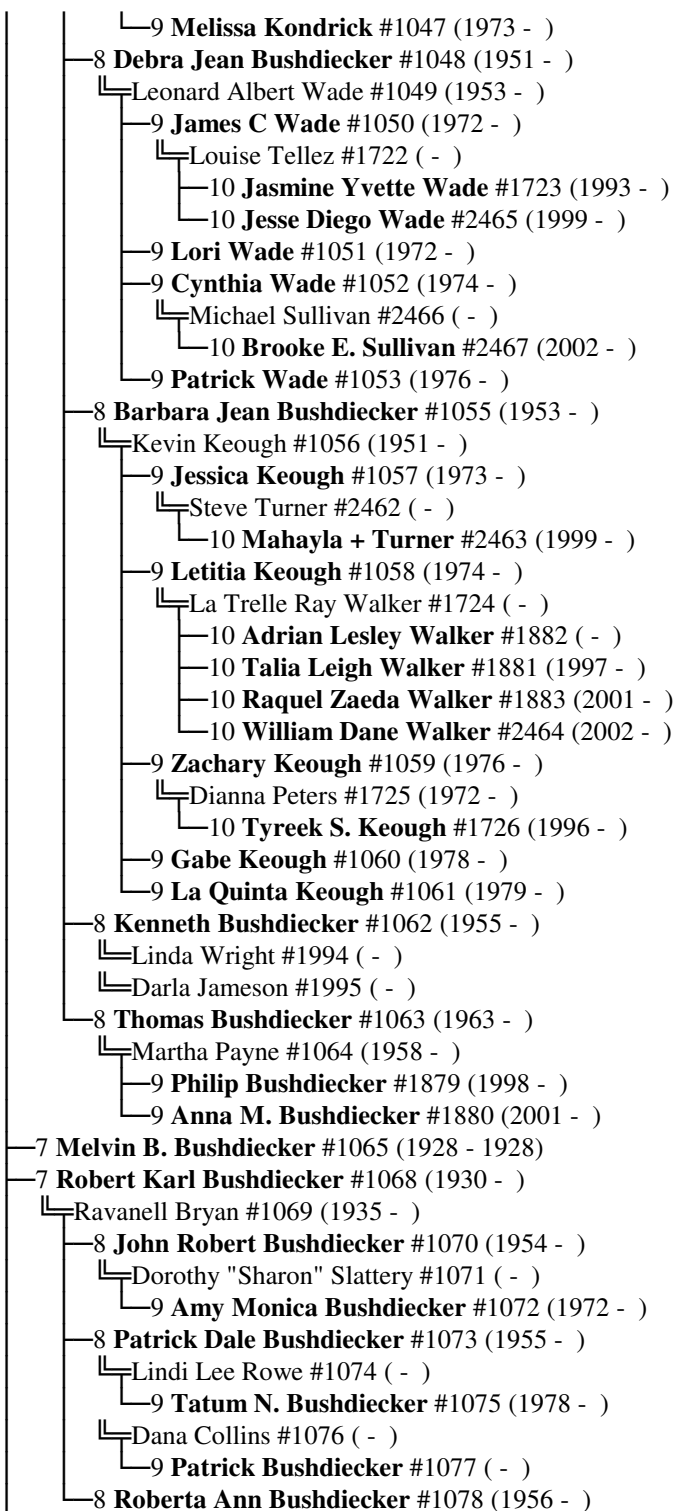 9 Melissa Kondrick #1047 (1973 - )
8 Debra Jean Bushdiecker #1048 (1951 - )
Leonard Albert Wade #1049 (1953 - )
9 James C Wade #1050 (1972 - )
Louise Tellez #1722 ( - )
10 Jasmine Yvette Wade #1723 (1993 - )
10 Jesse Diego Wade #2465 (1999 - )
9 Lori Wade #1051 (1972 - )
9 Cynthia Wade #1052 (1974 - )
Michael Sullivan #2466 ( - )
10 Brooke E. Sullivan #2467 (2002 - )
9 Patrick Wade #1053 (1976 - )
8 Barbara Jean Bushdiecker #1055 (1953 - )
Kevin Keough #1056 (1951 - )
9 Jessica Keough #1057 (1973 - )
Steve Turner #2462 ( - )
10 Mahayla + Turner #2463 (1999 - )
9 Letitia Keough #1058 (1974 - )
La Trelle Ray Walker #1724 ( - )
10 Adrian Lesley Walker #1882 ( - )
10 Talia Leigh Walker #1881 (1997 - )
10 Raquel Zaeda Walker #1883 (2001 - )
10 William Dane Walker #2464 (2002 - )
9 Zachary Keough #1059 (1976 - )
Dianna Peters #1725 (1972 - )
10 Tyreek S. Keough #1726 (1996 - )
9 Gabe Keough #1060 (1978 - )
9 La Quinta Keough #1061 (1979 - )
8 Kenneth Bushdiecker #1062 (1955 - )
Linda Wright #1994 ( - )
Darla Jameson #1995 ( - )
8 Thomas Bushdiecker #1063 (1963 - )
Martha Payne #1064 (1958 - )
9 Philip Bushdiecker #1879 (1998 - )
9 Anna M. Bushdiecker #1880 (2001 - )
7 Melvin B. Bushdiecker #1065 (1928 - 1928)
7 Robert Karl Bushdiecker #1068 (1930 - )
Ravanell Bryan #1069 (1935 - )
8 John Robert Bushdiecker #1070 (1954 - )
Dorothy "Sharon" Slattery #1071 ( - )
9 Amy Monica Bushdiecker #1072 (1972 - )
8 Patrick Dale Bushdiecker #1073 (1955 - )
Lindi Lee Rowe #1074 ( - )
9 Tatum N. Bushdiecker #1075 (1978 - )
Dana Collins #1076 ( - )
9 Patrick Bushdiecker #1077 ( - )
8 Roberta Ann Bushdiecker #1078 (1956 - )